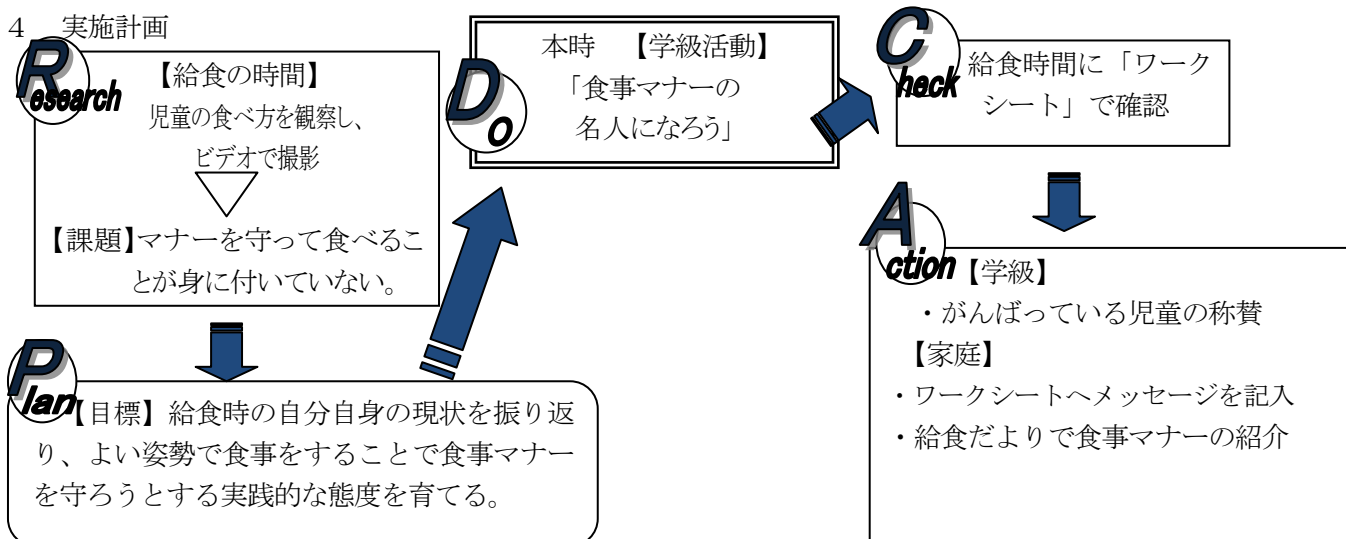 4　実施計画
Research
【給食の時間】
児童の食べ方を観察し、
ビデオで撮影
【課題】マナーを守って食べるこ
とが身に付いていない。
Plan
【目標】給食時の自分自身の現状を振り返
り、よい姿勢で食事をすることで食事マナー
を守ろうとする実践的な態度を育てる。
Do
本時　【学級活動】
「食事マナーの
名人になろう」
Check
給食時間に「ワーク
シート」で確認
Action
【学級】
・がんばっている児童の称賛
【家庭】
・ワークシートへメッセージを記入
・給食だよりで食事マナーの紹介